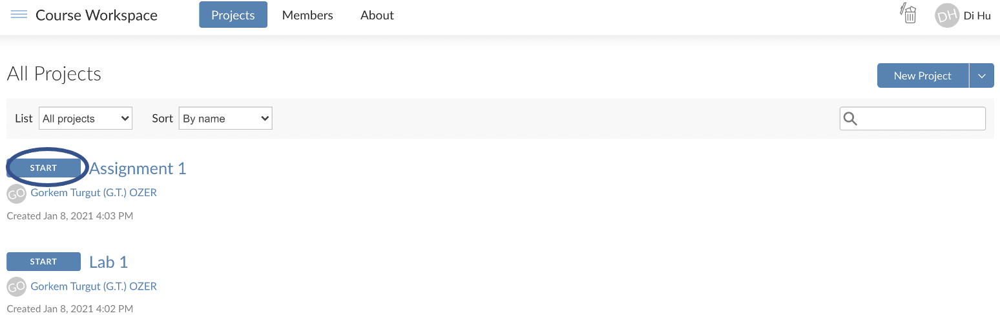 Course Workspace Projects Members About DH Di Hu
All Projects
New Project
List All projects Sort By name
START Assignment 1
GO Gorkem Turgut (G.T.) OZER
Created Jan 8, 2021 4:03 PM
START Lab 1
GO Gorkem Turgut (G.T.) OZER
Created Jan 8, 2021 4:02 PM